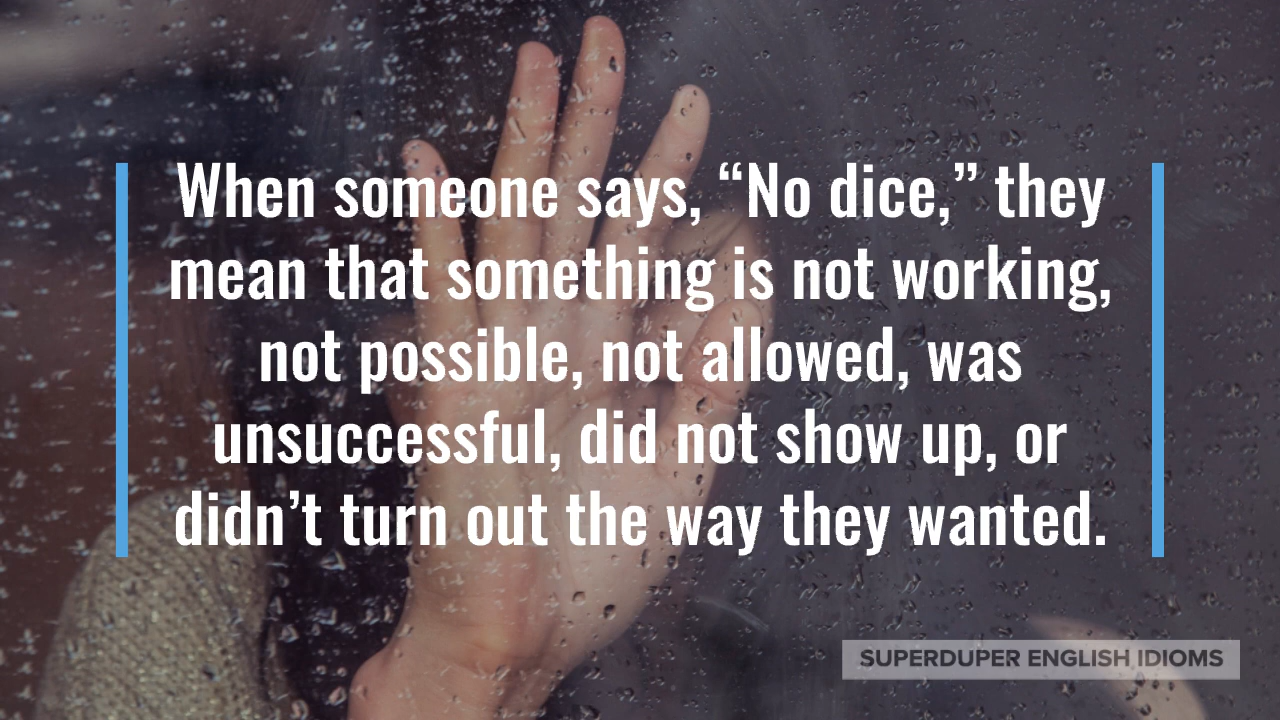 When someone says, “No dice,” they
mean that something is not working,
not possible, not allowed, was
unsuccessful, did not show up, or
didn’t turn out the way they wanted.
SUPERDUPER ENGLISH IDIOMS